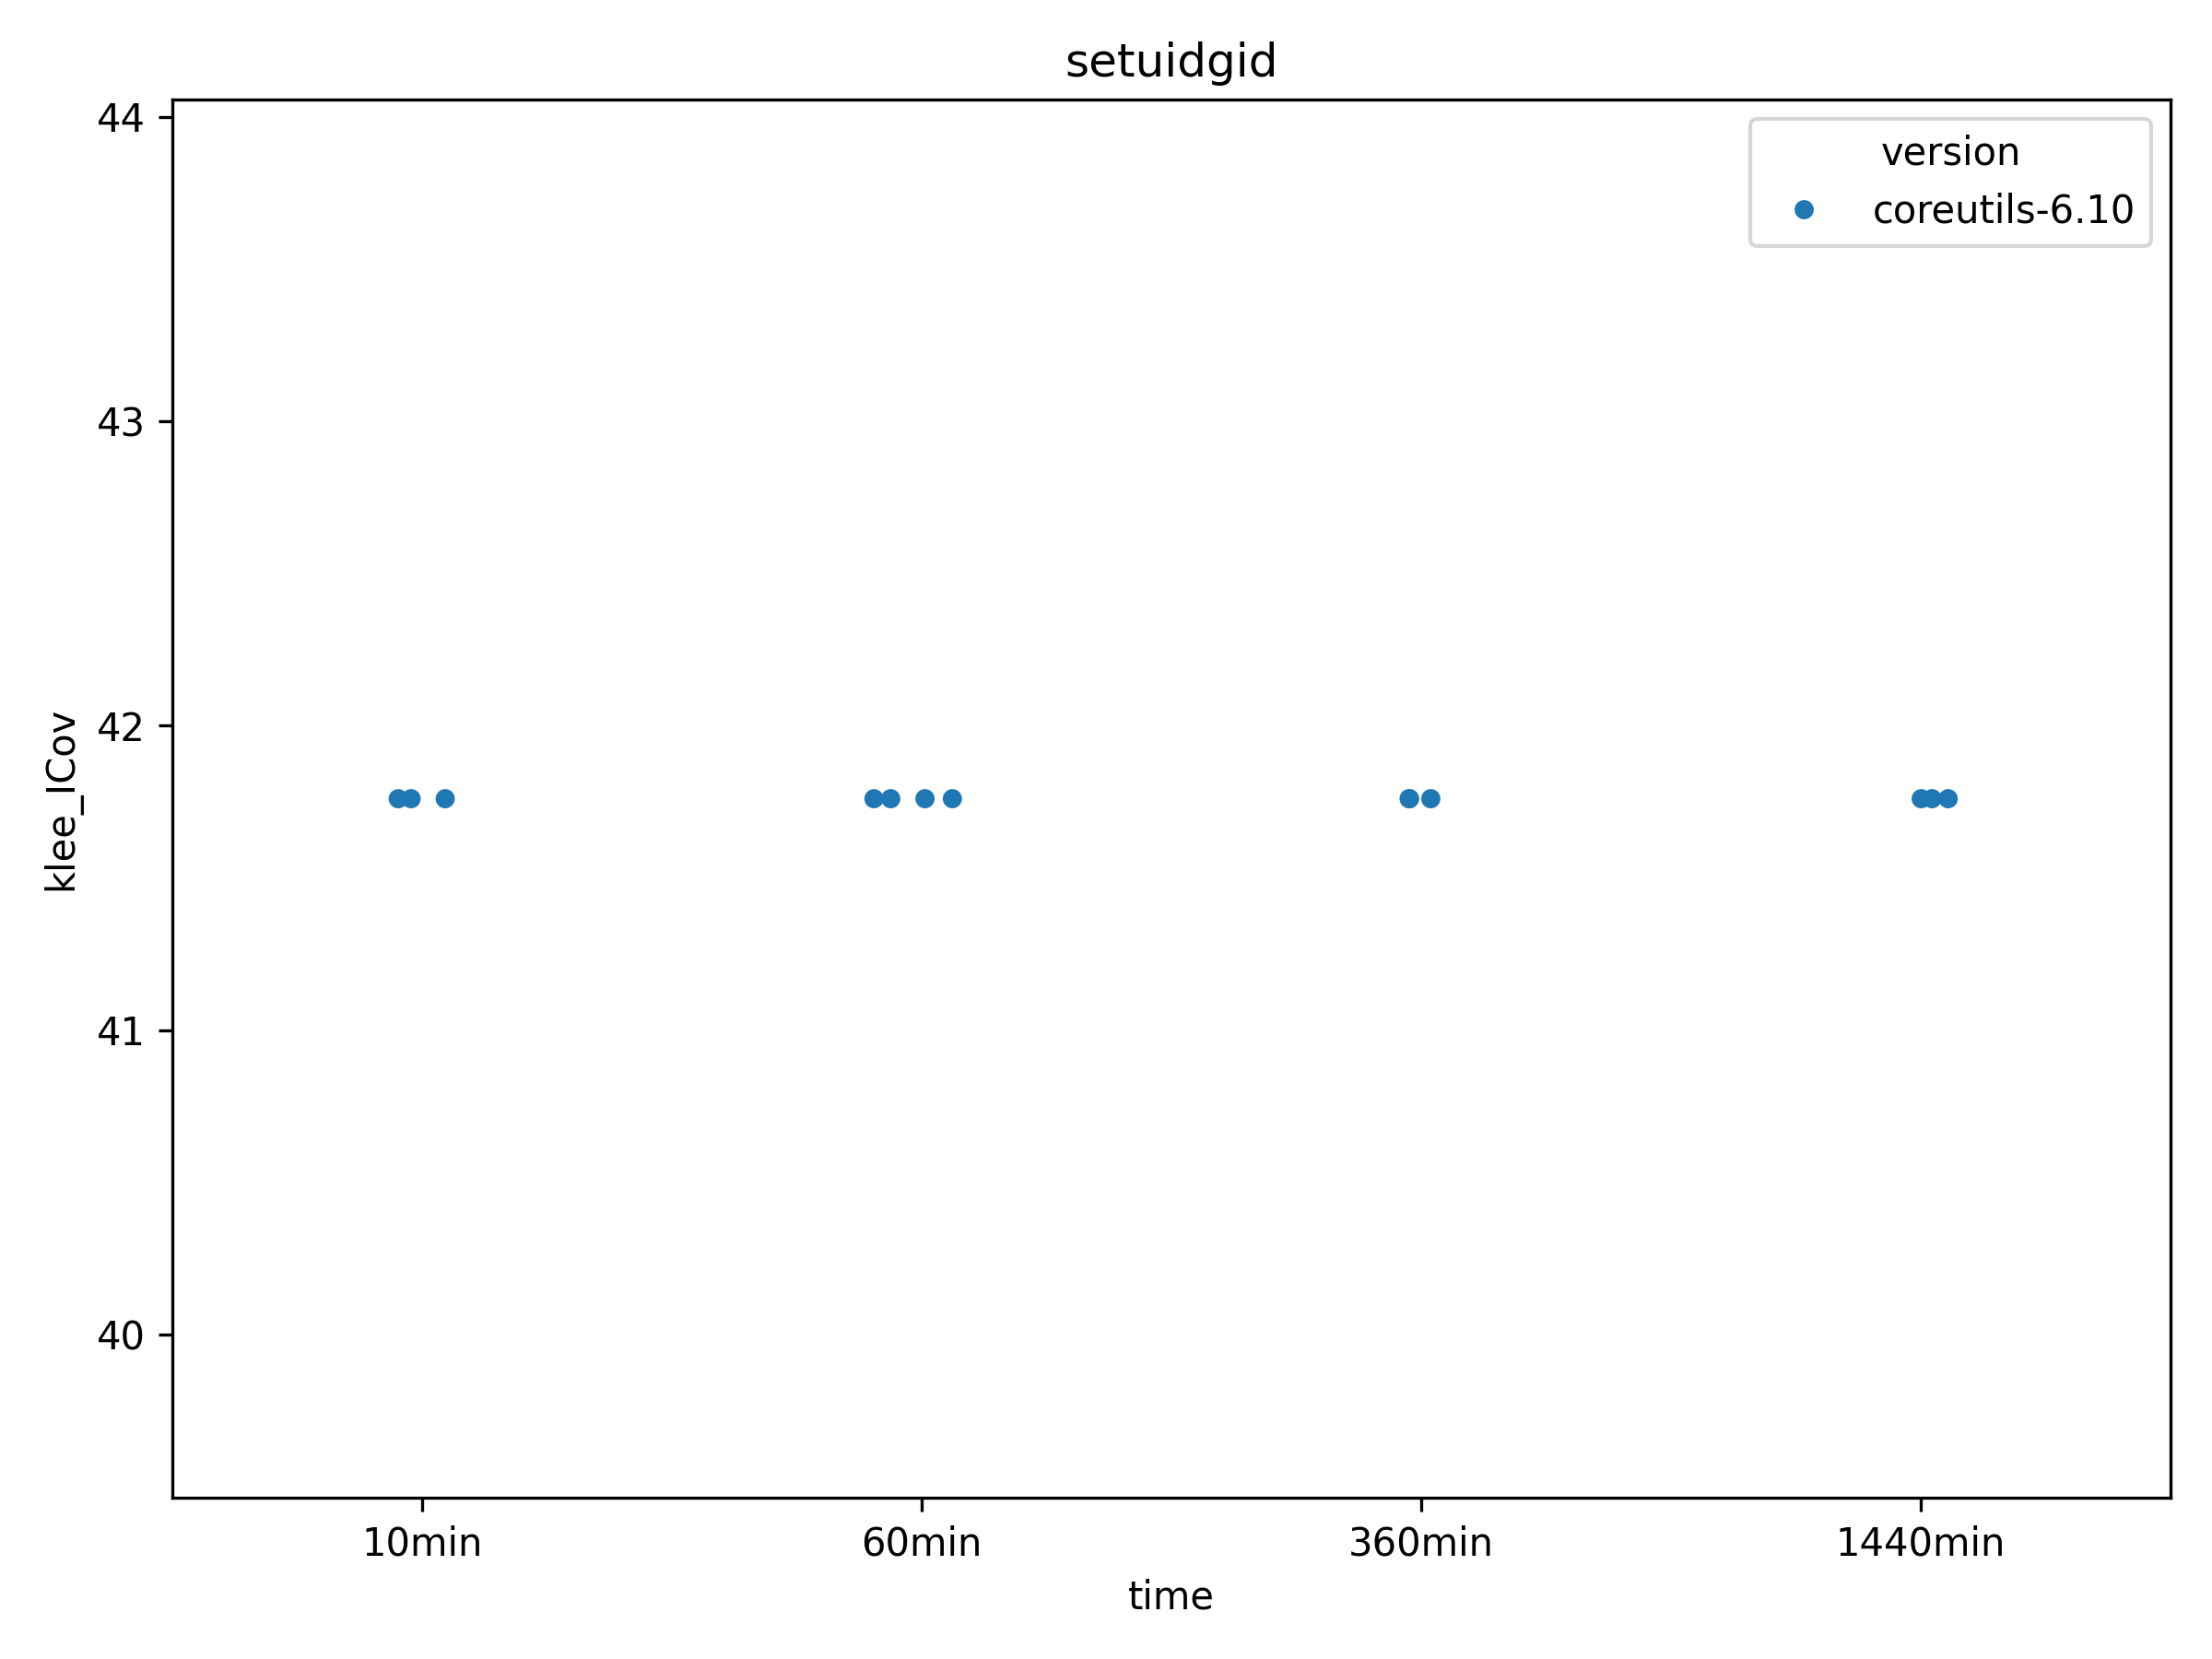 setuidgid
version
coreutils-6.10
44
43
42
41
40
klee_ICov
10min
60min
360min
1440min
time